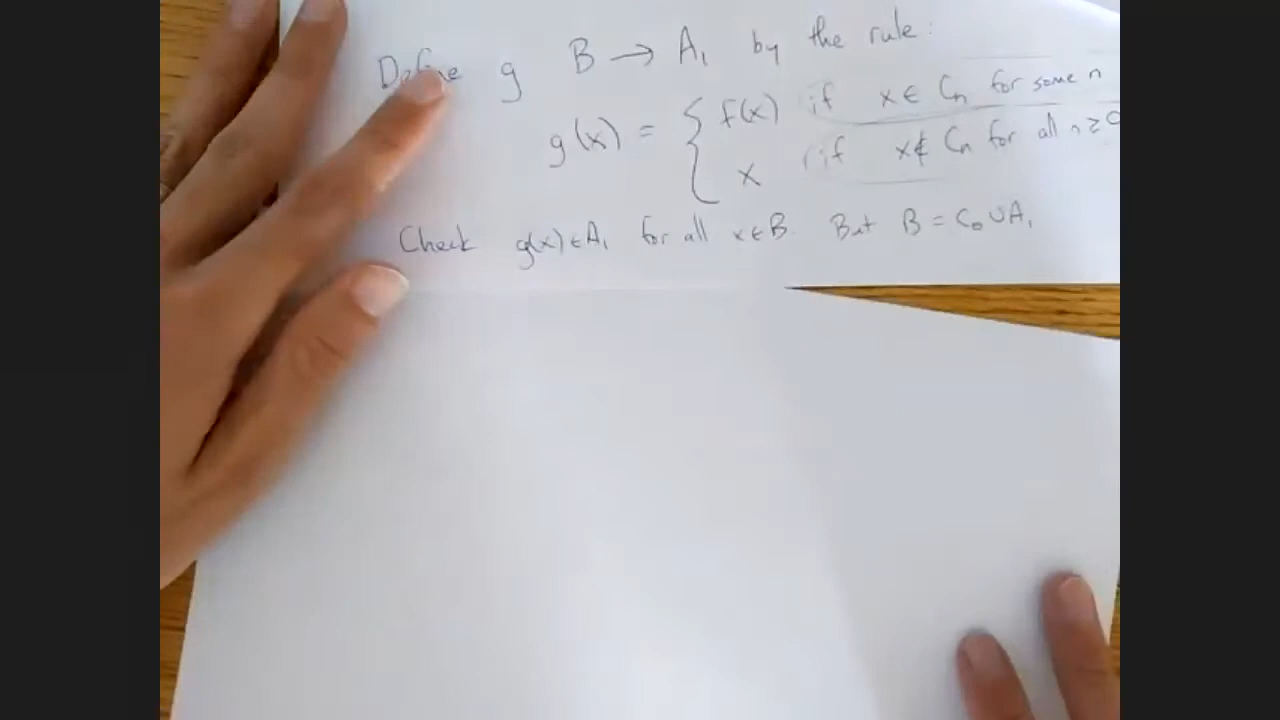 Define g B → A₁ by the rule:
g(x) = { f(x) if x ∈ Cₙ for some n
x if x ∉ Cₙ for all n ≥ 0
Check g(x) ∈ A₁ for all x ∈ B. But B = C₀ ∪ A₁